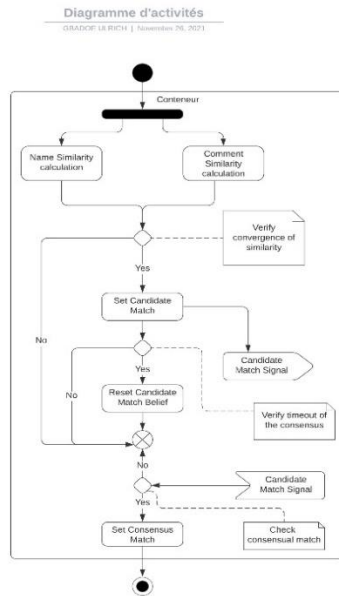 Diagramme d'activités
GBADOE ULRICH | Novembre 26, 2021
Conteneur
Name Similarity
calculation
Comment
Similarity
calculation
Verify
convergence of
similarity
Yes
No
Set Candidate
Match
Candidate
Match Signal
Yes
No
Reset Candidate
Match Belief
Verify timeout of
the consensus
No
Candidate
Match Signal
Yes
Check
consensual match
Set Consensus
Match